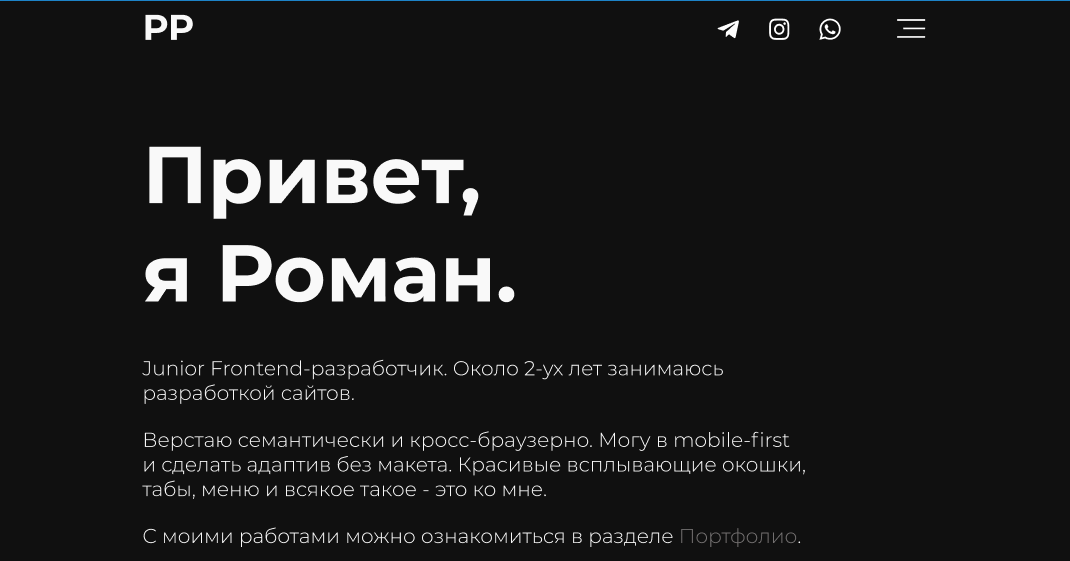 РР
Привет,
я Роман.
Junior Frontend-разработчик. Около 2-ух лет занимаюсь
разработкой сайтов.
Верстаю семантически и кросс-браузерно. Могу в mobile-first
и сделать адаптив без макета. Красивые всплывающие окошки,
табы, меню и всякое такое - это ко мне.
С моими работами можно ознакомиться в разделе Портфолио.